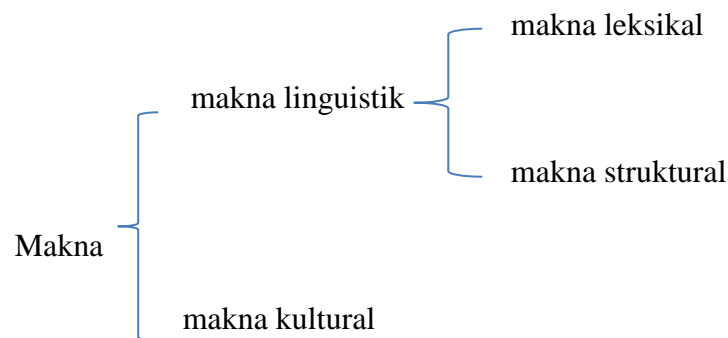 makna leksikal
makna linguistik
makna struktural
Makna
makna kultural